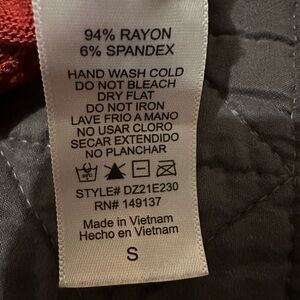 94% RAYON
6% SPANDEX
HAND WASH COLD
DO NOT BLEACH
DRY FLAT
DO NOT IRON
LAVE FRIO A MANO
NO USAR CLORO
SECAR EXTENDIDO
NO PLANCHAR
STYLE# DZ21E230
RN# 149137
Made in Vietnam
Hecho en Vietnam
S